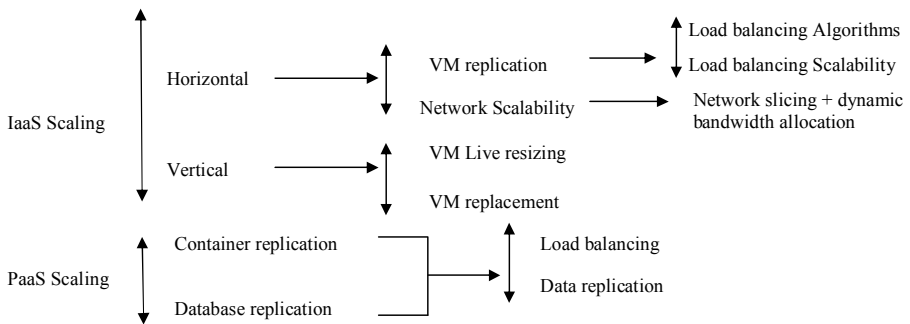 Load balancing Algorithms
VM replication
Load balancing Scalability
Horizontal
Network Scalability
Network slicing + dynamic
bandwidth allocation
IaaS Scaling
VM Live resizing
Vertical
VM replacement
Container replication
Load balancing
PaaS Scaling
Data replication
Database replication